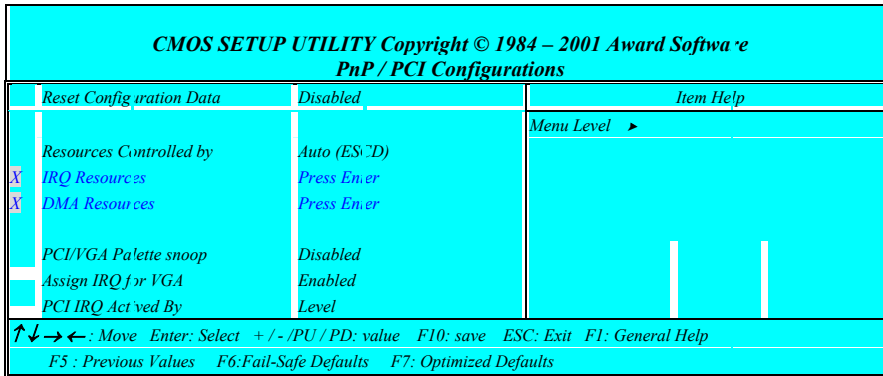 CMOS SETUP UTILITY Copyright © 1984 – 2001 Award Software
PnP / PCI Configurations
Reset Configuration Data Disabled Item Help
Menu Level ➤
Resources Controlled by Auto (ESCD)
X IRQ Resources Press Enter
X DMA Resources Press Enter
PCI/VGA Palette snoop Disabled
Assign IRQ for VGA Enabled
PCI IRQ Actived By Level
↑↓→← : Move Enter: Select + / - /PU / PD: value F10: save ESC: Exit F1: General Help
F5 : Previous Values F6:Fail-Safe Defaults F7: Optimized Defaults